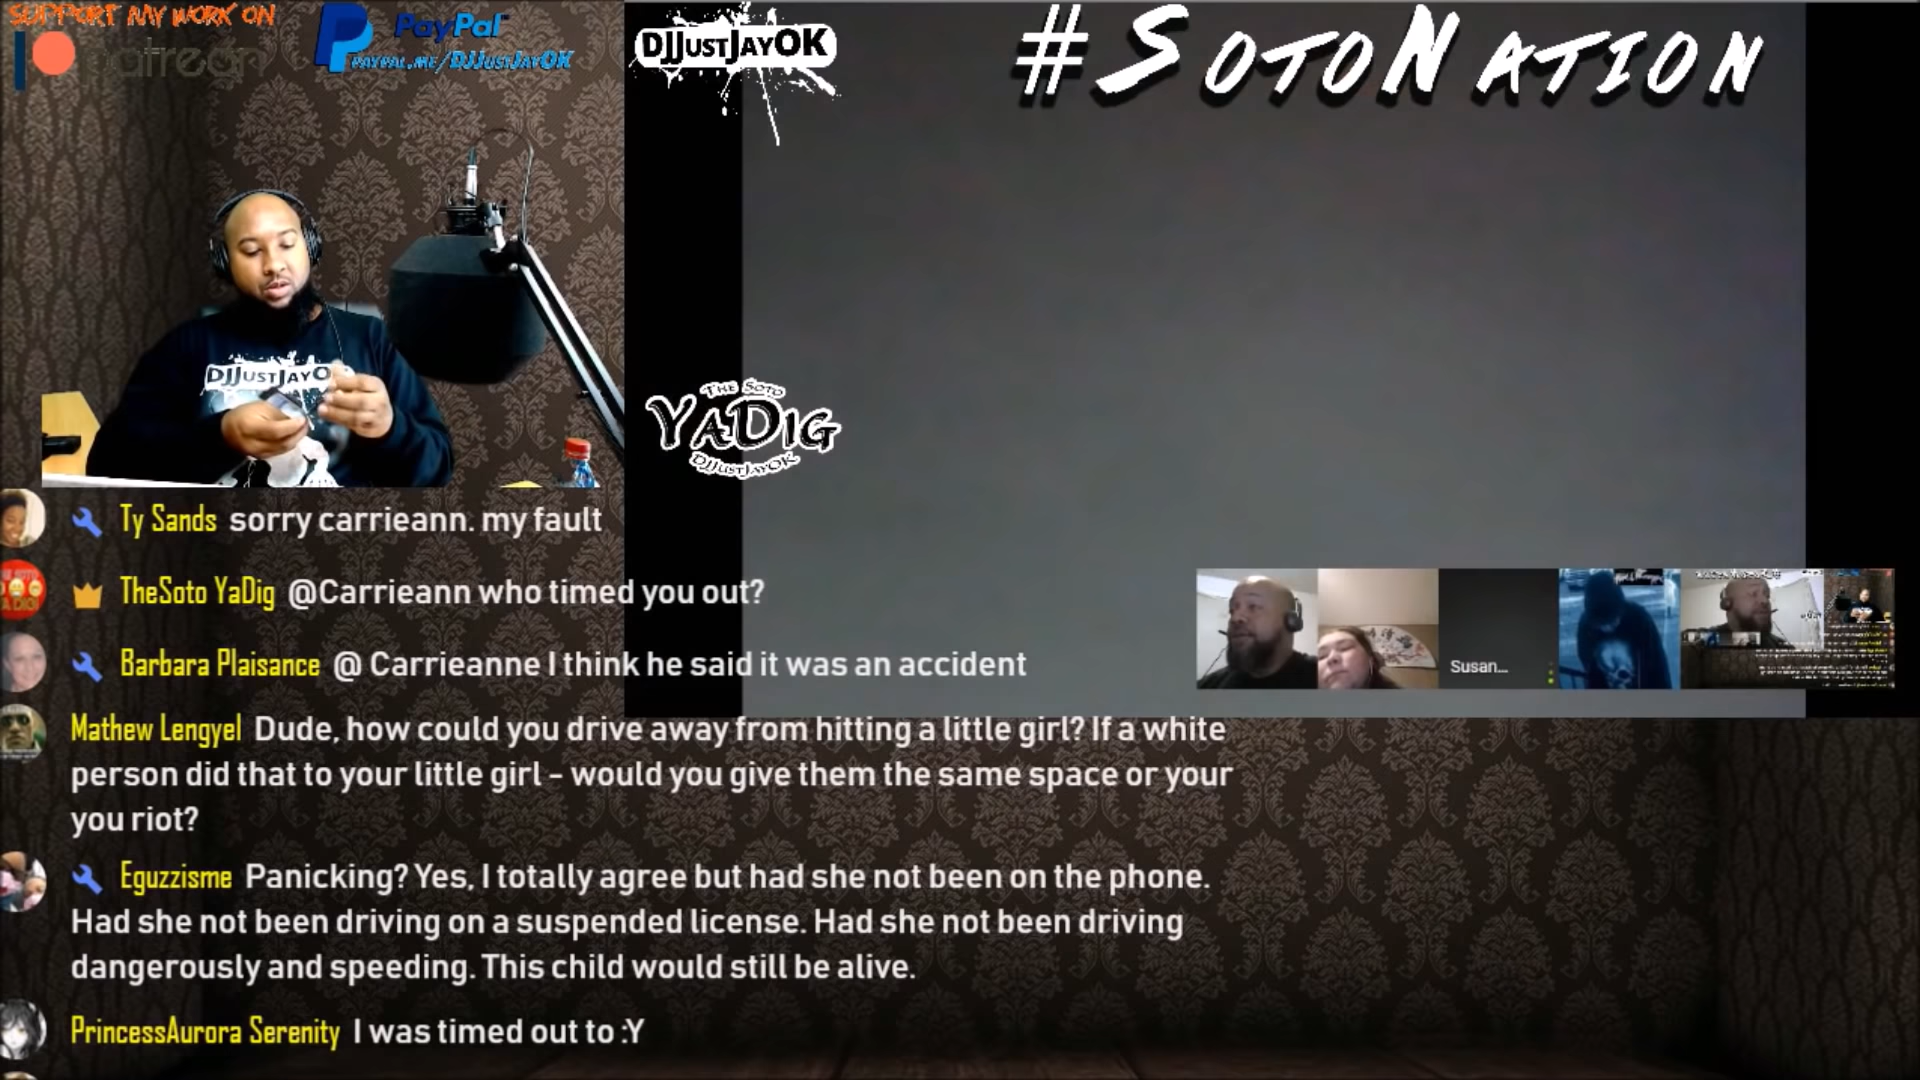 SUPPORT MY WORK ON
patreon
PayPal
PAYPAL.ME/DJJUSTJAYOK
DJJUSTJAYOK
#SOTONATION
DJJUSTJAYO
THE SOTO
YADIG
DJJUSTJAYOK
Ty Sands sorry carrieann. my fault
TheSoto YaDig @Carrieann who timed you out?
Barbara Plaisance @ Carrieanne I think he said it was an accident
Susan...
Mathew Lengyel Dude, how could you drive away from hitting a little girl? If a white
person did that to your little girl - would you give them the same space or your
you riot?
Eguzzisme Panicking? Yes, I totally agree but had she not been on the phone.
Had she not been driving on a suspended license. Had she not been driving
dangerously and speeding. This child would still be alive.
PrincessAurora Serenity I was timed out to :Y